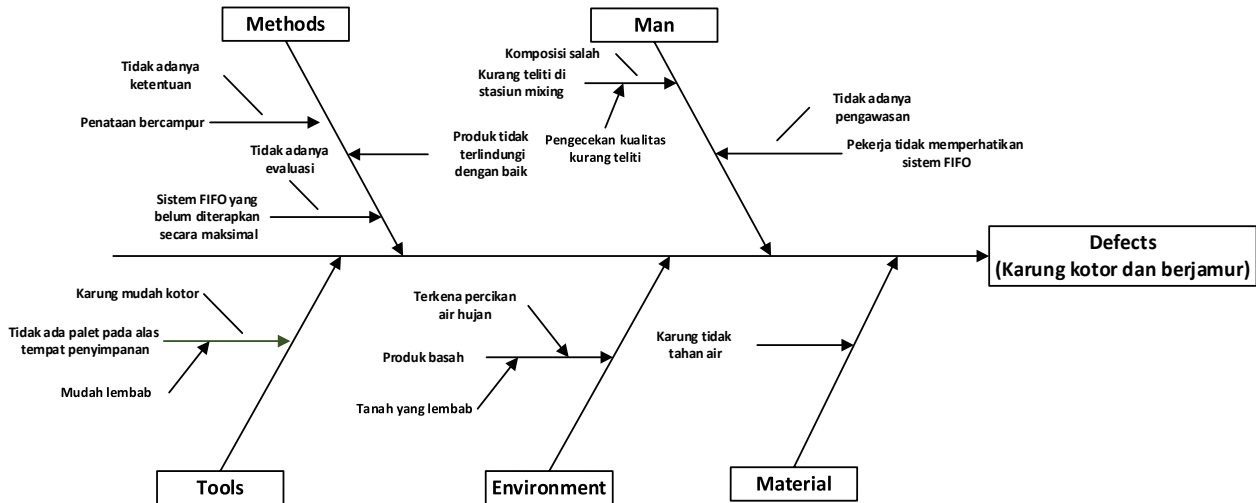 Methods
Man
Tidak adanya
ketentuan
Penataan bercampur
Tidak adanya
evaluasi
Sistem FIFO yang
belum diterapkan
secara maksimal
Produk tidak
terlindungi
dengan baik
Komposisi salah
Kurang teliti di
stasiun mixing
Pengecekan kualitas
kurang teliti
Tidak adanya
pengawasan
Pekerja tidak memperhatikan
sistem FIFO
Defects
(Karung kotor dan berjamur)
Karung mudah kotor
Tidak ada palet pada alas
tempat penyimpanan
Mudah lembab
Terkena percikan
air hujan
Produk basah
Tanah yang lembab
Karung tidak
tahan air
Tools
Environment
Material